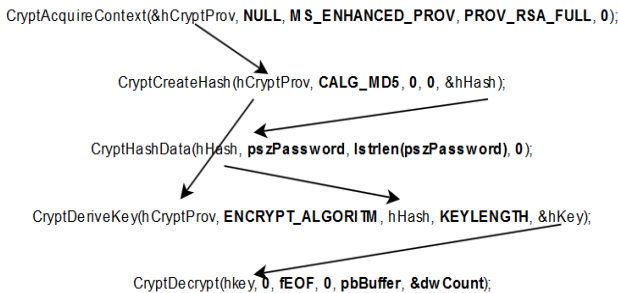 CryptAcquireContext(&hCryptProv, NULL, MS_ENHANCED_PROV, PROV_RSA_FULL, 0);
CryptCreateHash(hCryptProv, CALG_MD5, 0, 0, &hHash);
CryptHashData(hHash, pszPassword, lstrlen(pszPassword), 0);
CryptDeriveKey(hCryptProv, ENCRYPT_ALGORITM, hHash, KEYLENGTH, &hKey);
CryptDecrypt(hkey, 0, fEOF, 0, pbBuffer, &dwCount);